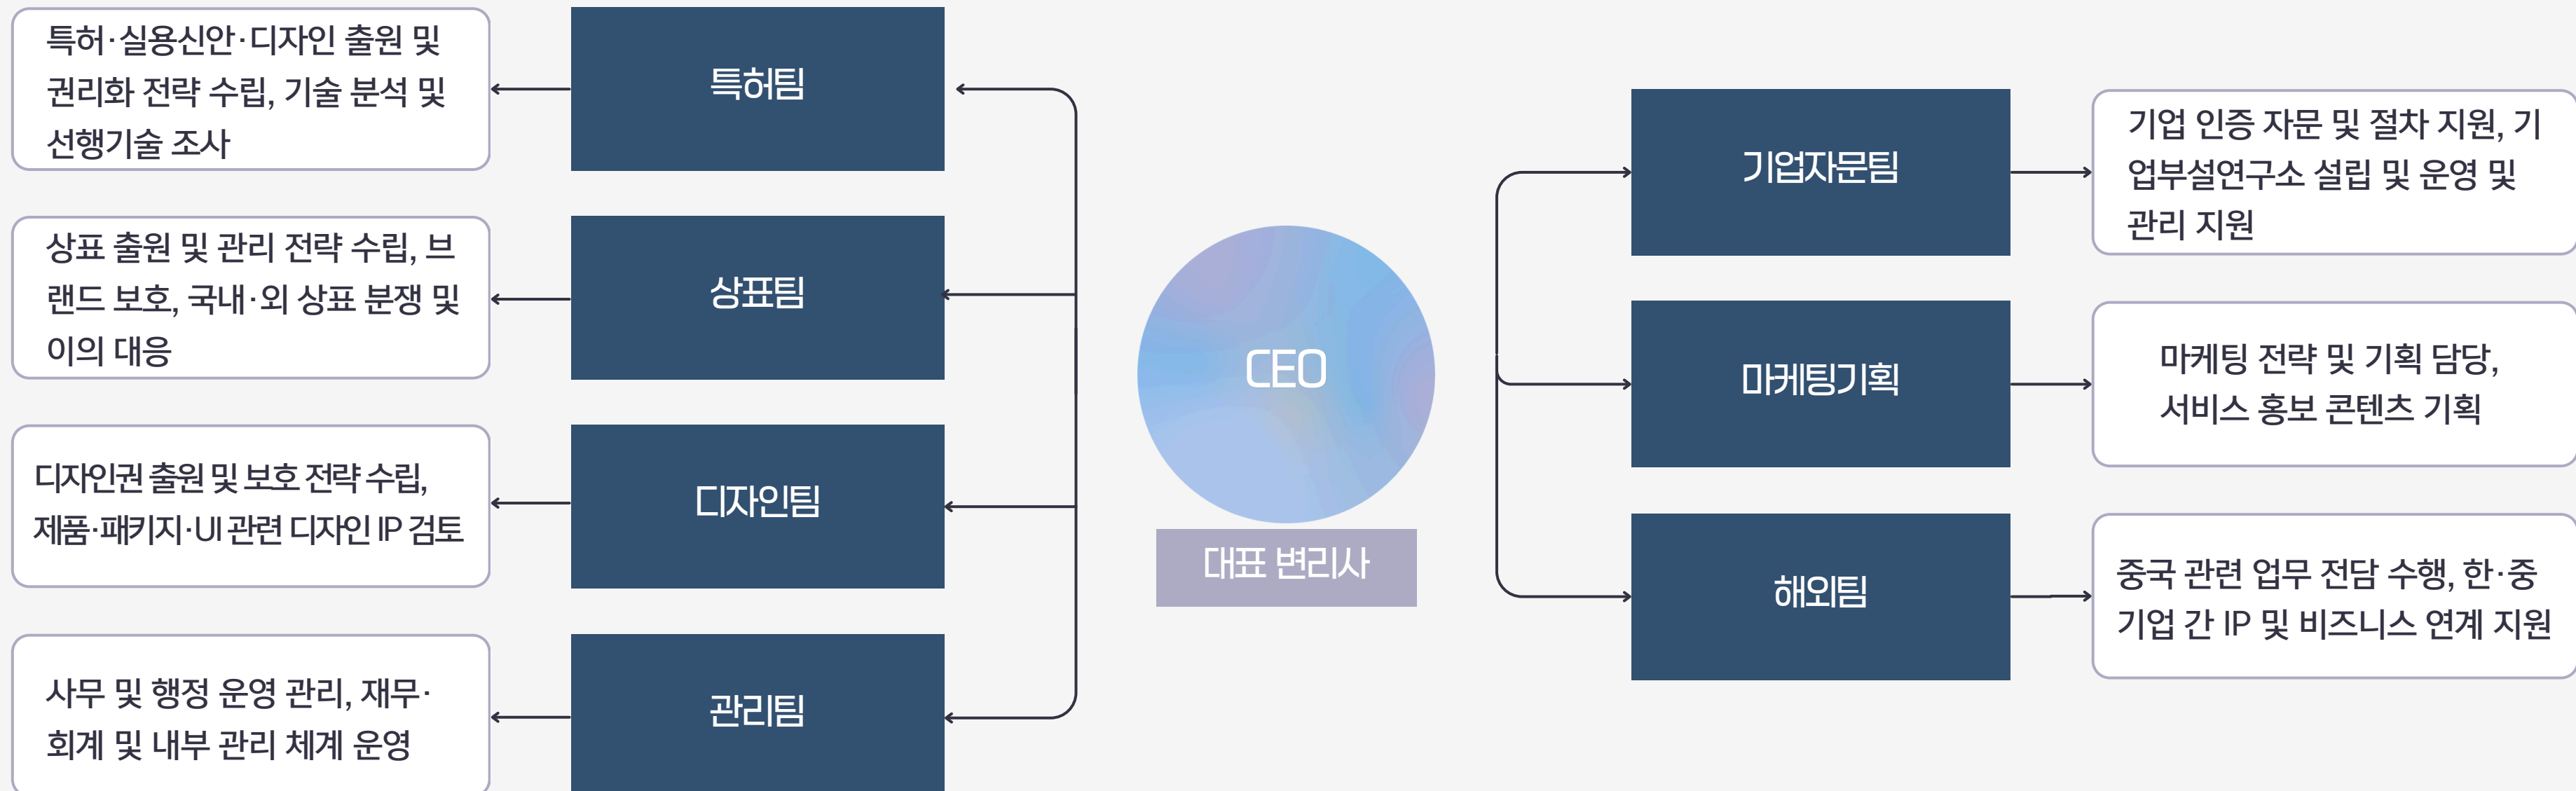 특허·실용신안·디자인 출원 및
권리화 전략 수립, 기술 분석 및
선행기술 조사
특허팀
상표 출원 및 관리 전략 수립, 브
랜드 보호, 국내·외 상표 분쟁 및
이의 대응
상표팀
디자인권 출원 및 보호 전략 수립,
제품·패키지·UI 관련 디자인 IP 검토
디자인팀
사무 및 행정 운영 관리, 재무·
회계 및 내부 관리 체계 운영
관리팀
CEO
대표 변리사
기업자문팀
기업 인증 자문 및 절차 지원, 기
업부설연구소 설립 및 운영 및
관리 지원
마케팅기획
마케팅 전략 및 기획 담당,
서비스 홍보 콘텐츠 기획
해외팀
중국 관련 업무 전담 수행, 한·중
기업 간 IP 및 비즈니스 연계 지원